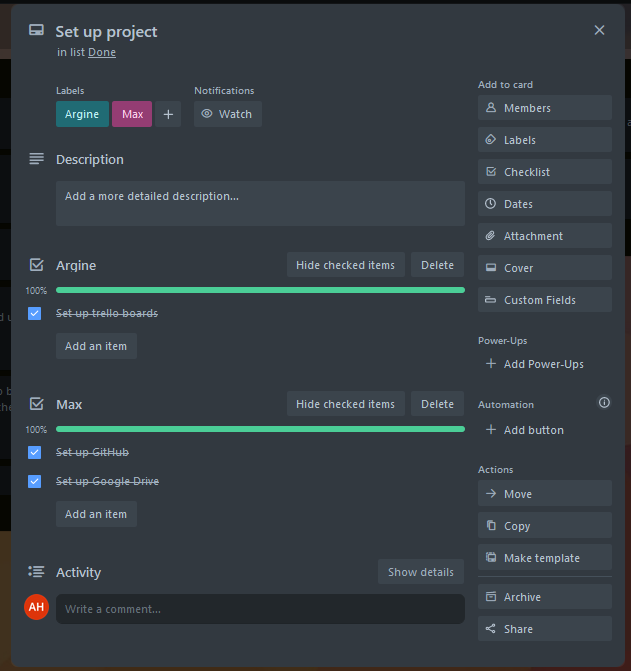 Set up project
in list Done
Labels
Notifications
Argine
Max
+
Watch
Description
Add a more detailed description...
Argine
Hide checked items
Delete
100%
Set up trello boards
Add an item
Max
Hide checked items
Delete
100%
Set up GitHub
Set up Google Drive
Add an item
Activity
Show details
AH
Write a comment...
Add to card
Members
Labels
Checklist
Dates
Attachment
Cover
Custom Fields
Power-Ups
+ Add Power-Ups
Automation
+ Add button
Actions
Move
Copy
Make template
Archive
Share